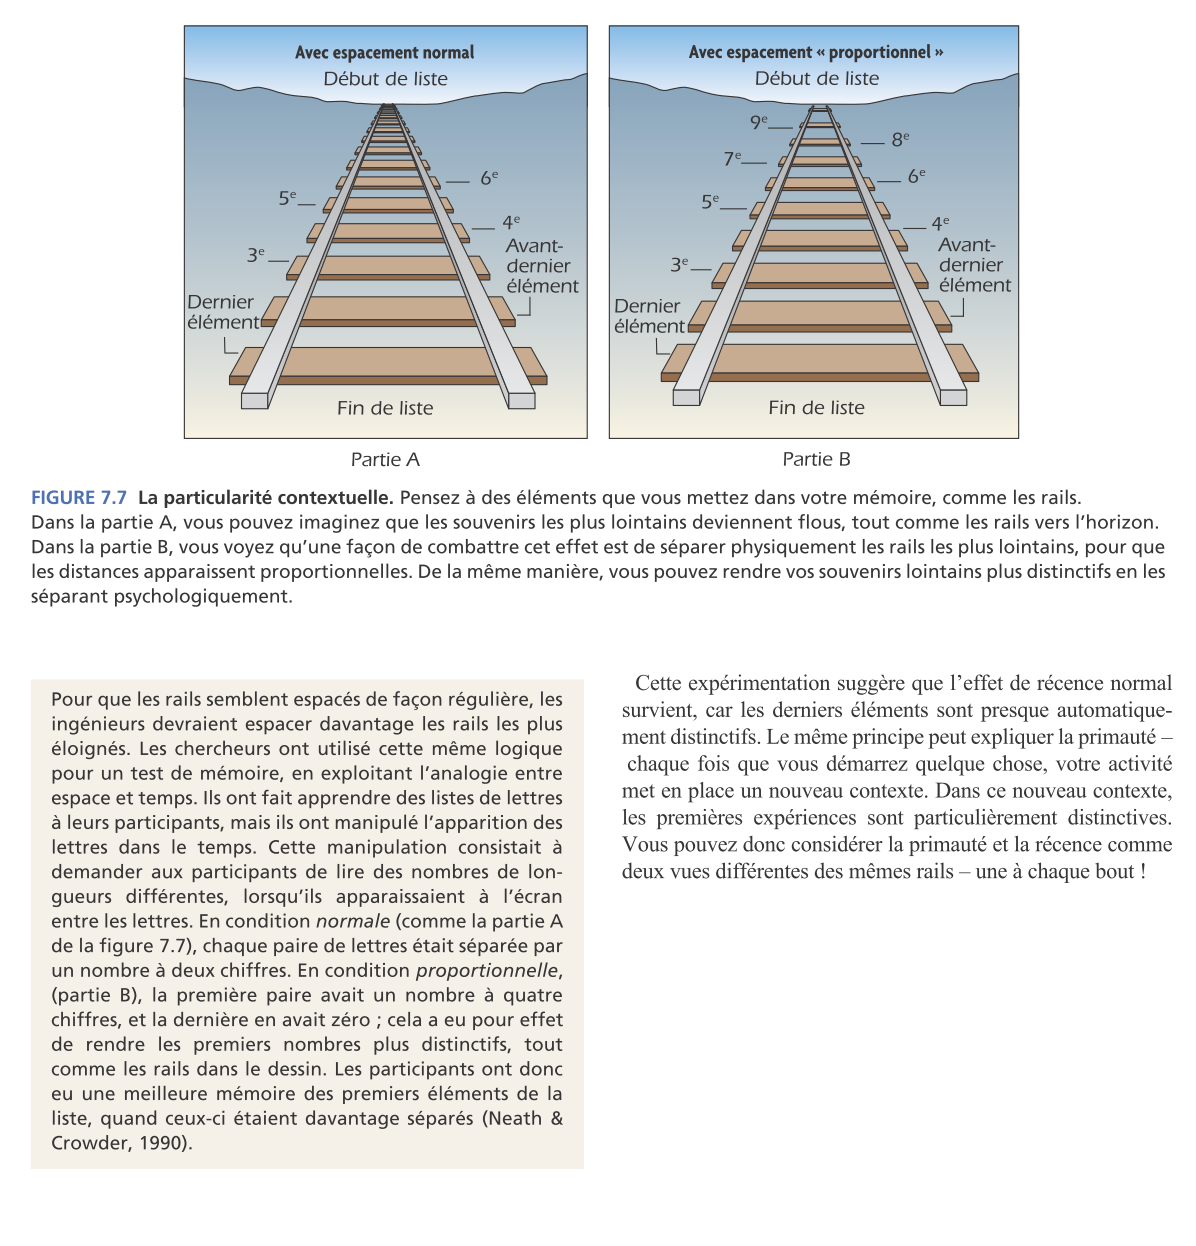 Avec espacement normal
Début de liste
6e
5e
4e
3e
Avant-
dernier
élément
Dernier
élément
Fin de liste
Partie A
Avec espacement « proportionnel »
Début de liste
9e
8e
7e
6e
5e
4e
3e
Avant-
dernier
élément
Dernier
élément
Fin de liste
Partie B
FIGURE 7.7 La particularité contextuelle. Pensez à des éléments que vous mettez dans votre mémoire, comme les rails.
Dans la partie A, vous pouvez imaginez que les souvenirs les plus lointains deviennent flous, tout comme les rails vers l’horizon.
Dans la partie B, vous voyez qu’une façon de combattre cet effet est de séparer physiquement les rails les plus lointains, pour que
les distances apparaissent proportionnelles. De la même manière, vous pouvez rendre vos souvenirs lointains plus distinctifs en les
séparant psychologiquement.
Pour que les rails semblent espacés de façon régulière, les
ingénieurs devraient espacer davantage les rails les plus
éloignés. Les chercheurs ont utilisé cette même logique
pour un test de mémoire, en exploitant l’analogie entre
espace et temps. Ils ont fait apprendre des listes de lettres
à leurs participants, mais ils ont manipulé l’apparition des
lettres dans le temps. Cette manipulation consistait à
demander aux participants de lire des nombres de lon-
gueurs différentes, lorsqu’ils apparaissaient à l’écran
entre les lettres. En condition normale (comme la partie A
de la figure 7.7), chaque paire de lettres était séparée par
un nombre à deux chiffres. En condition proportionnelle,
(partie B), la première paire avait un nombre à quatre
chiffres, et la dernière en avait zéro ; cela a eu pour effet
de rendre les premiers nombres plus distinctifs, tout
comme les rails dans le dessin. Les participants ont donc
eu une meilleure mémoire des premiers éléments de la
liste, quand ceux-ci étaient davantage séparés (Neath &
Crowder, 1990).
Cette expérimentation suggère que l’effet de récence normal
survient, car les derniers éléments sont presque automatique-
ment distinctifs. Le même principe peut expliquer la primauté –
chaque fois que vous démarrez quelque chose, votre activité
met en place un nouveau contexte. Dans ce nouveau contexte,
les premières expériences sont particulièrement distinctives.
Vous pouvez donc considérer la primauté et la récence comme
deux vues différentes des mêmes rails – une à chaque bout !